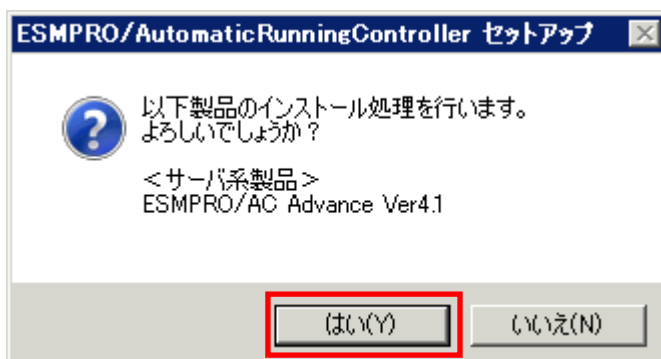 ESMPRO/AutomaticRunningController セットアップ
以下製品のインストール処理を行います。
よろしいでしょうか？
＜サーバ系製品＞
ESMPRO/AC Advance Ver4.1
はい(Y)
いいえ(N)